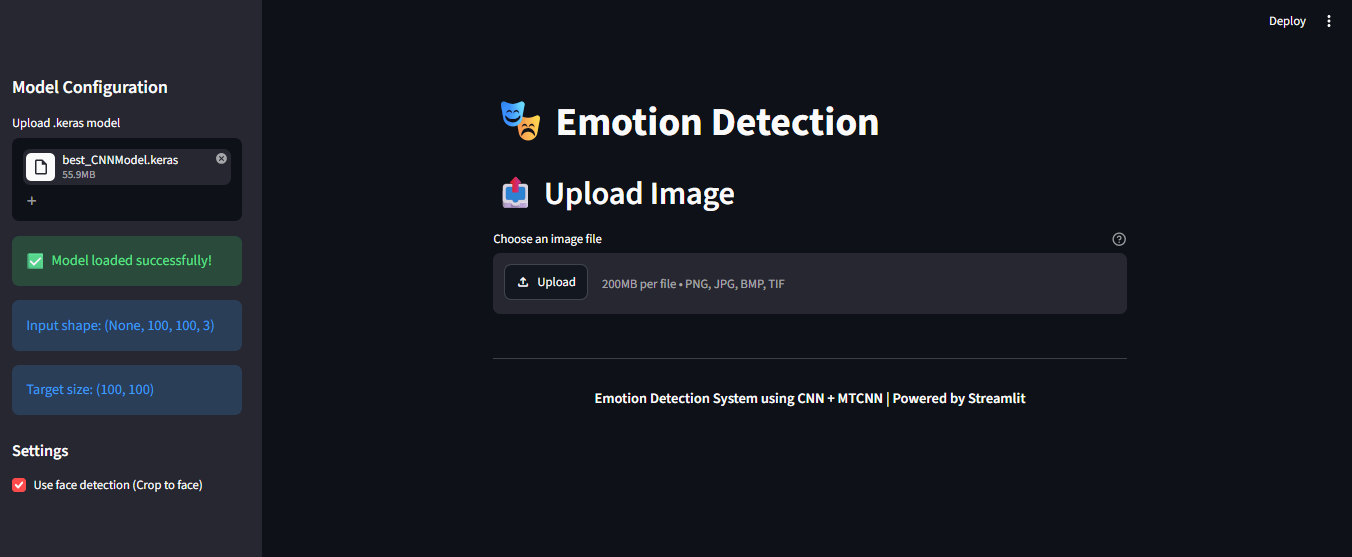 Deploy
Model Configuration
Upload .keras model
best_CNNModel.keras
55.9MB
+
✅ Model loaded successfully!
Input shape: (None, 100, 100, 3)
Target size: (100, 100)
Settings
Use face detection (Crop to face)
🎭 Emotion Detection
📤 Upload Image
Choose an image file
Upload
200MB per file • PNG, JPG, BMP, TIF
Emotion Detection System using CNN + MTCNN | Powered by Streamlit